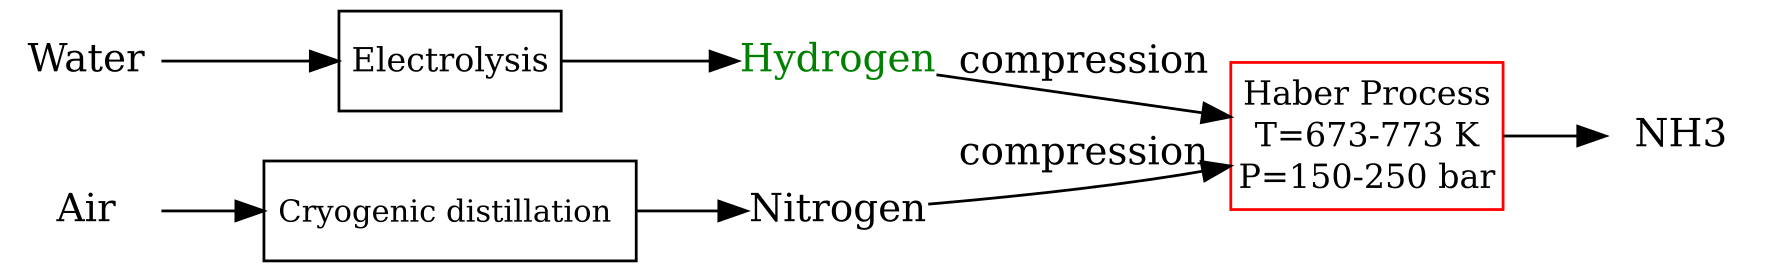 Water
Electrolysis
Hydrogen
compression
Haber Process
T=673-773 K
P=150-250 bar
NH3
Air
Cryogenic distillation
Nitrogen
compression